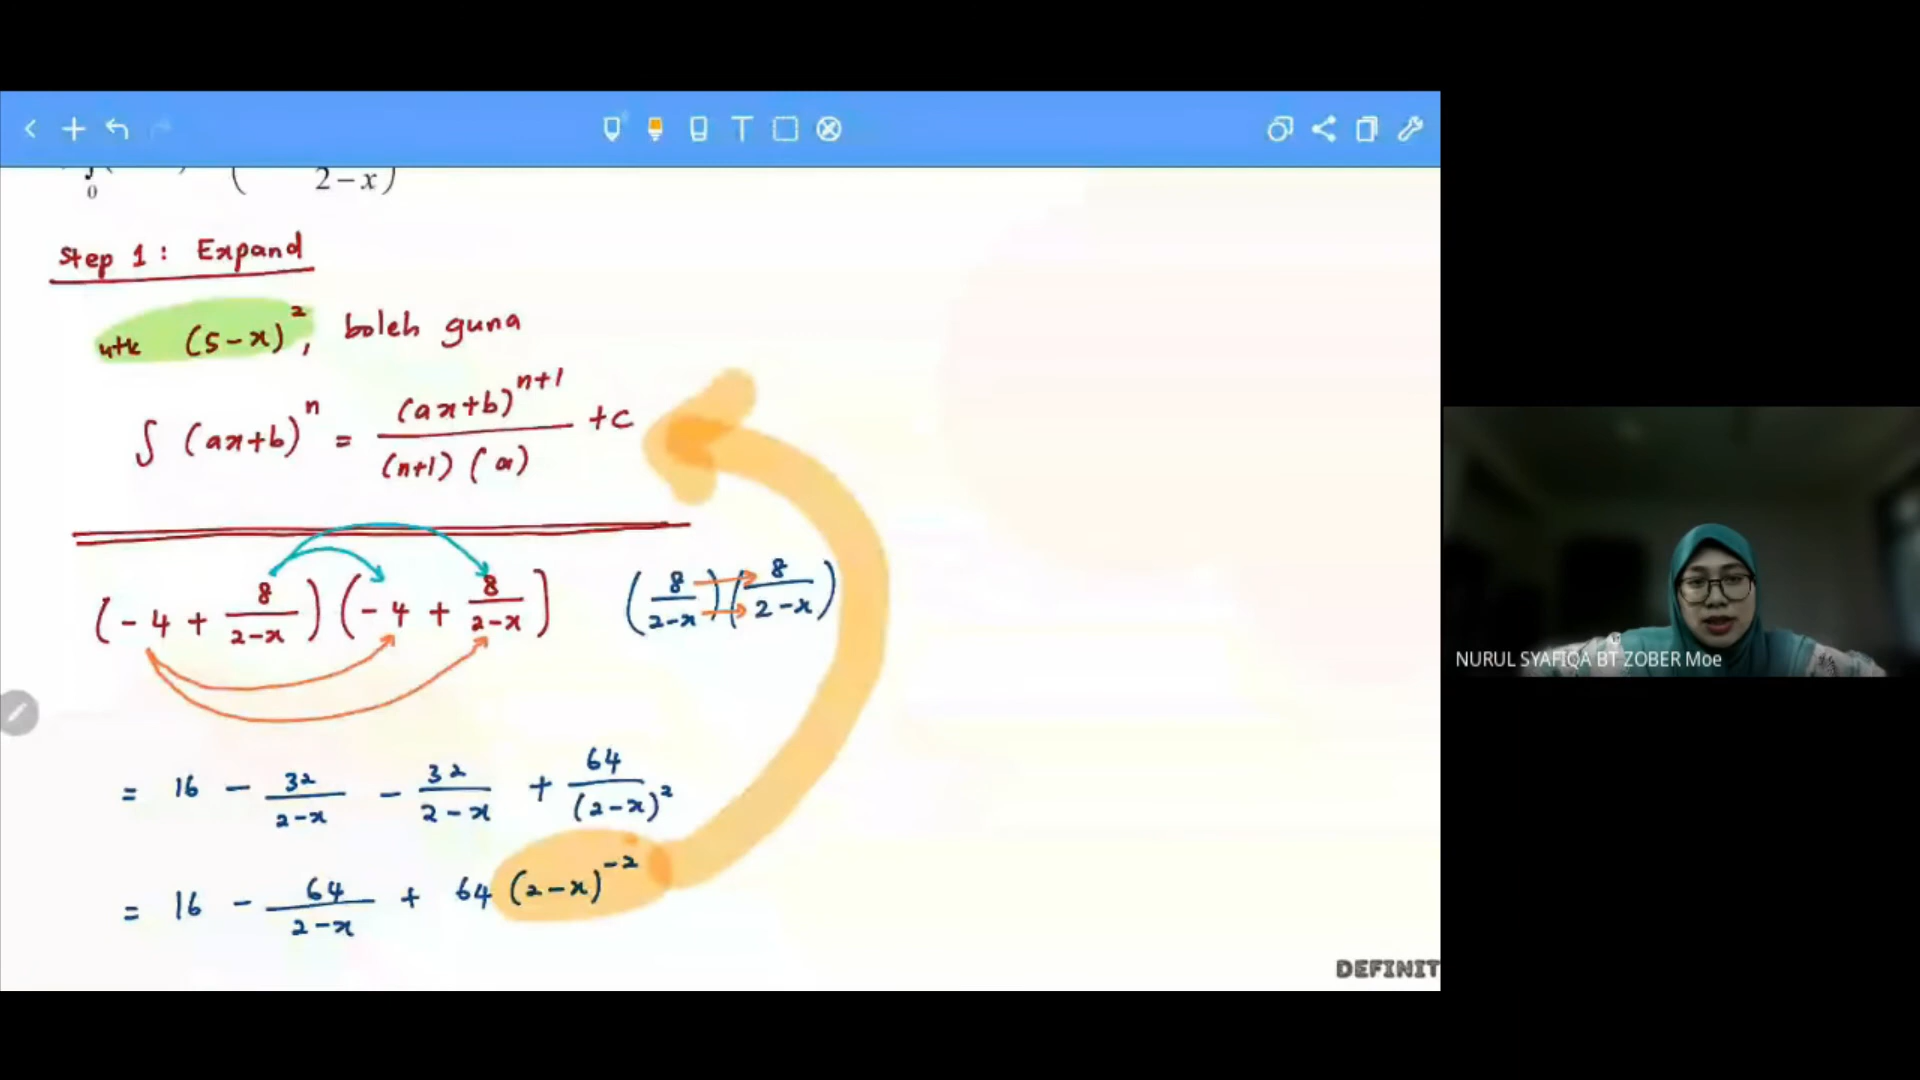 0 ( 2-x)
Step 1: Expand
utk (5-x)², boleh guna
∫ (ax+b)ⁿ = (ax+b)ⁿ⁺¹ / (n+1)(a) + c
(-4 + 8/2-x)(-4 + 8/2-x) (8/2-x)(8/2-x)
= 16 - 32/2-x - 32/2-x + 64/(2-x)²
= 16 - 64/2-x + 64 (2-x)⁻²
DEFINIT
NURUL SYAFIQA BT ZOBER Moe